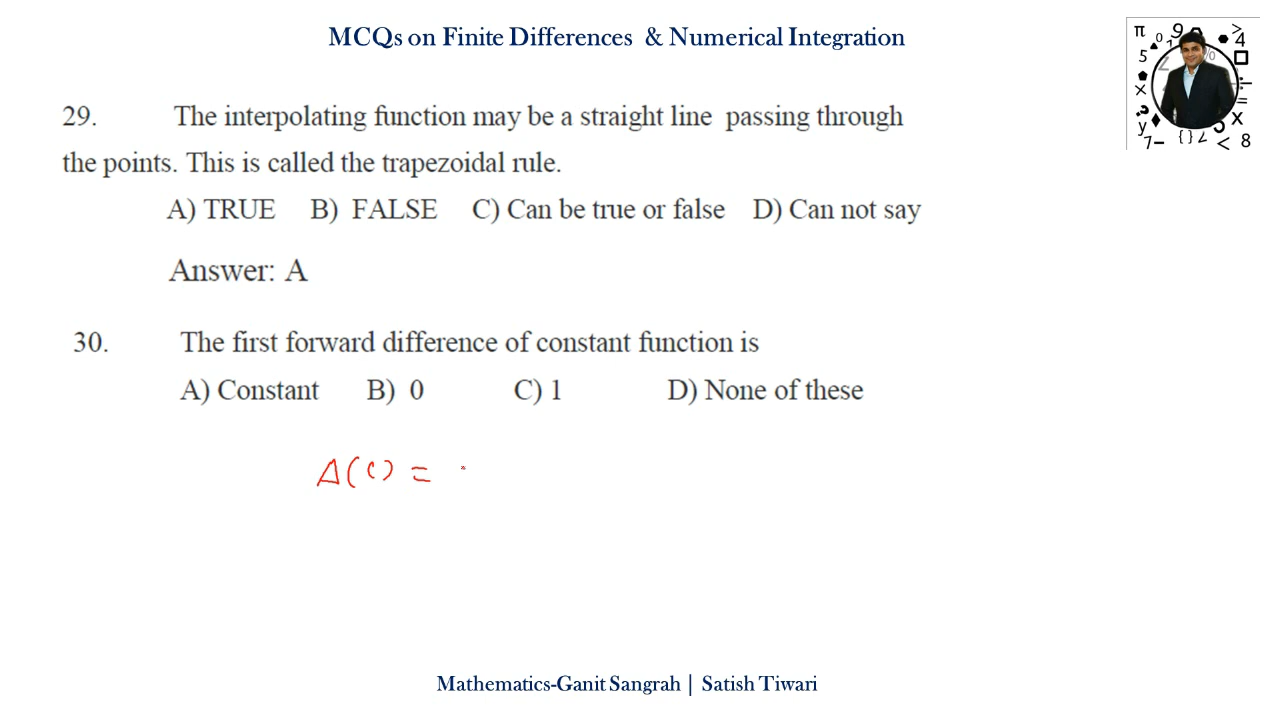 MCQs on Finite Differences & Numerical Integration
29. The interpolating function may be a straight line passing through
the points. This is called the trapezoidal rule.
A) TRUE B) FALSE C) Can be true or false D) Can not say
Answer: A
30. The first forward difference of constant function is
A) Constant B) 0 C) 1 D) None of these
Δ(c) =
Mathematics-Ganit Sangrah | Satish Tiwari